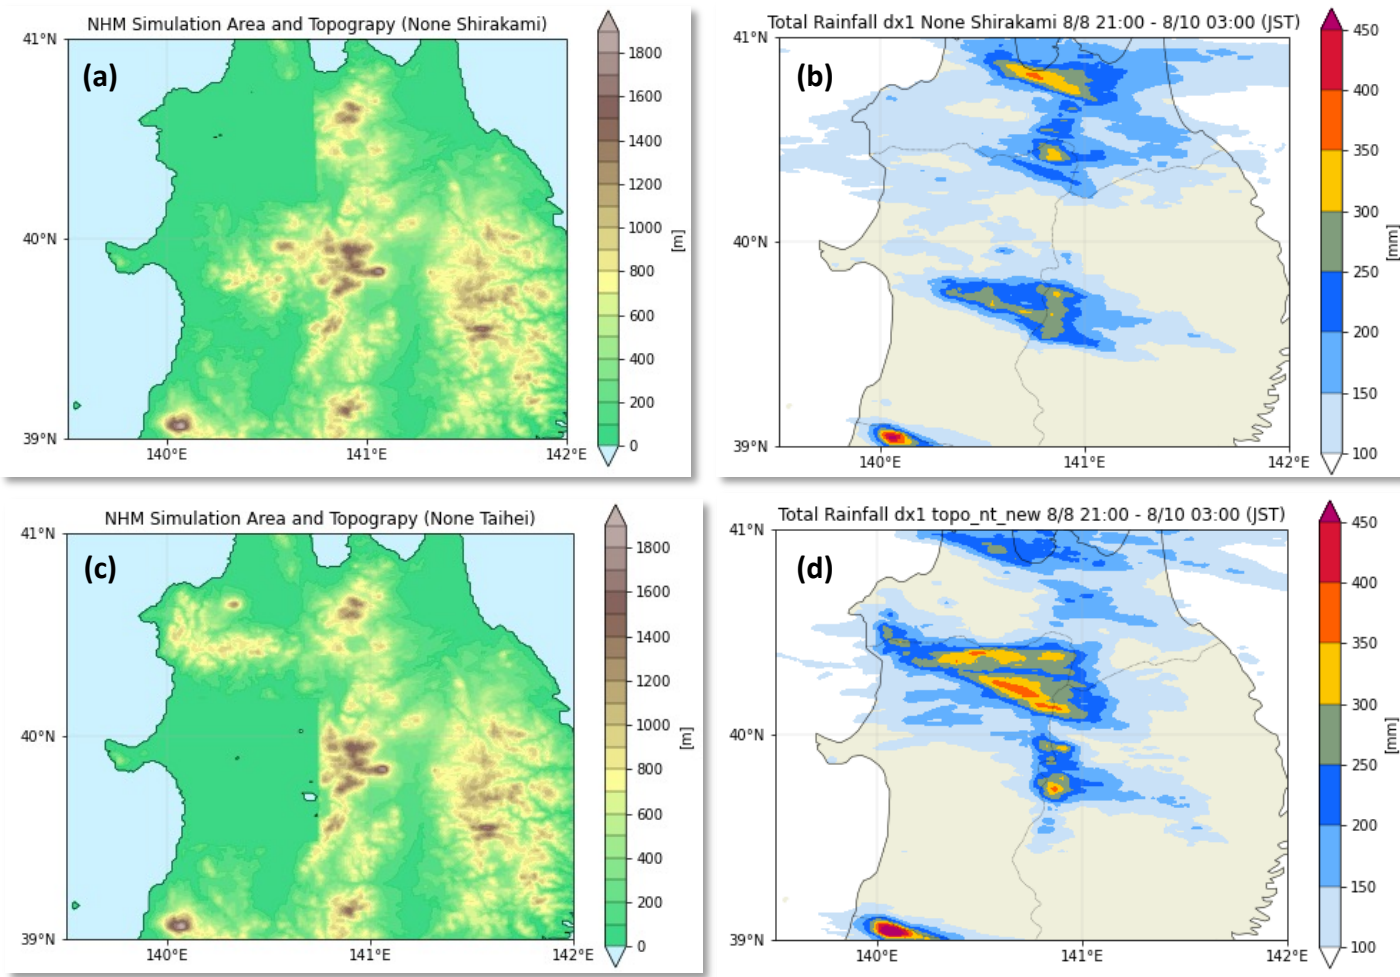 NHM Simulation Area and Topograpy (None Shirakami)
(a)
41°N
40°N
39°N
140°E
141°E
142°E
1800
1600
1400
1200
1000
800
600
400
200
0
[m]
Total Rainfall dx1 None Shirakami 8/8 21:00 - 8/10 03:00 (JST)
(b)
41°N
40°N
39°N
140°E
141°E
142°E
450
400
350
300
250
200
150
100
[mm]
NHM Simulation Area and Topograpy (None Taihei)
(c)
41°N
40°N
39°N
140°E
141°E
142°E
1800
1600
1400
1200
1000
800
600
400
200
0
[m]
Total Rainfall dx1 topo_nt_new 8/8 21:00 - 8/10 03:00 (JST)
(d)
41°N
40°N
39°N
140°E
141°E
142°E
450
400
350
300
250
200
150
100
[mm]